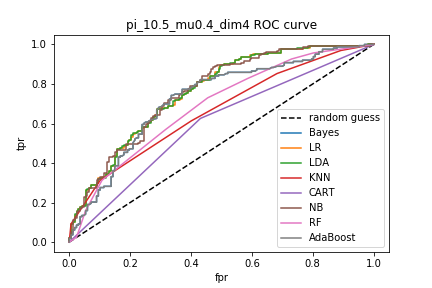 pi_10.5_mu0.4_dim4 ROC curve
tpr
1.0
0.8
0.6
0.4
0.2
0.0
0.0 0.2 0.4 0.6 0.8 1.0
fpr
random guess
Bayes
LR
LDA
KNN
CART
NB
RF
AdaBoost